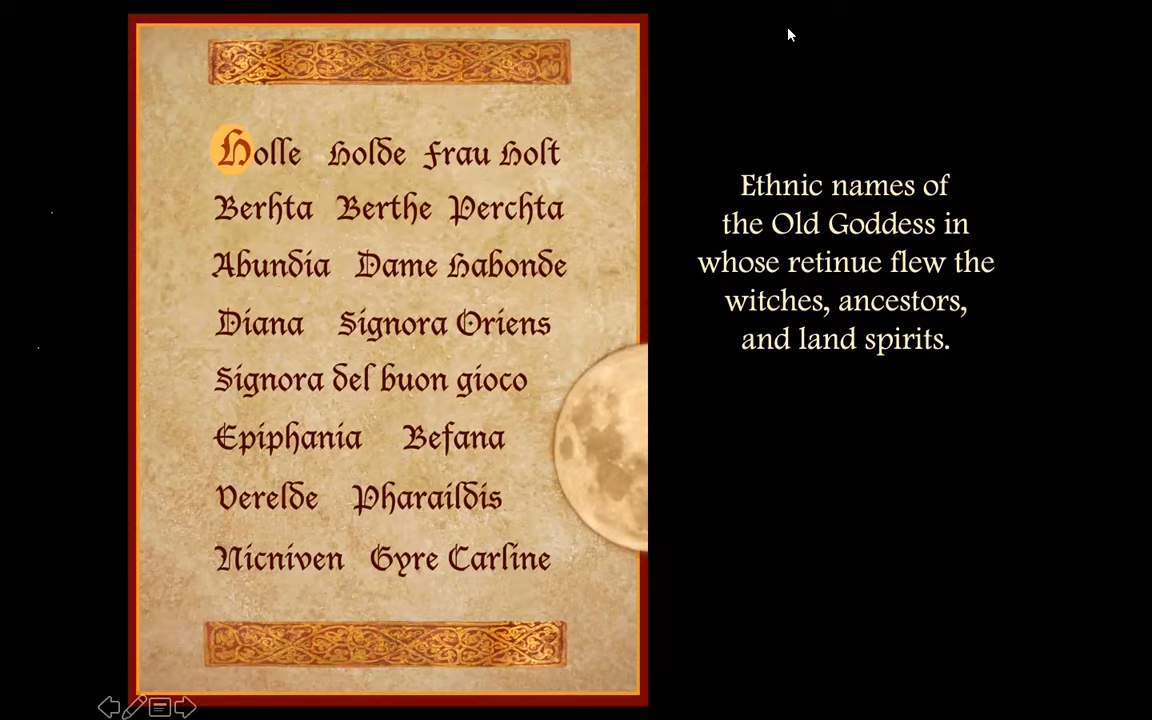 Holle Holde Frau Holt
Berhta Berthe Perchta
Abundia Dame Habonde
Diana Signora Oriens
Signora del buon gioco
Epiphania Befana
Verelde Pharaildis
Nicniven Gyre Carline
Ethnic names of
the Old Goddess in
whose retinue flew the
witches, ancestors,
and land spirits.